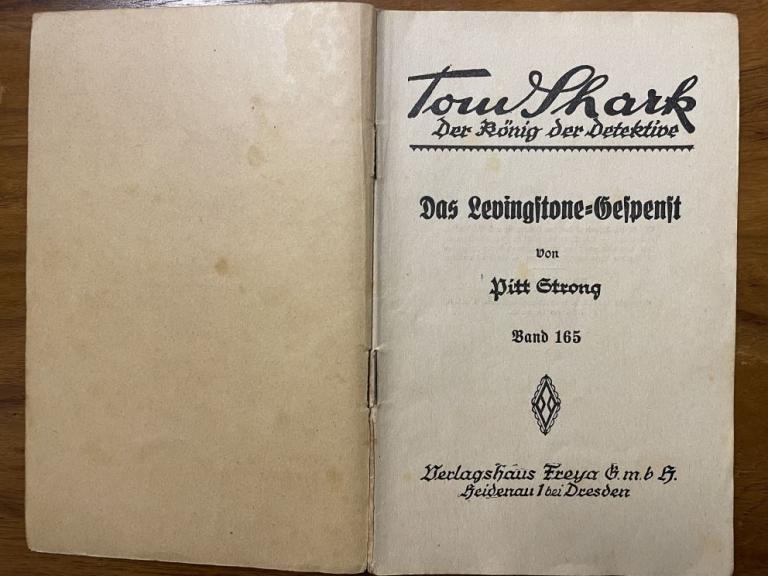 Tom Shark
Der König der Detektive
Das Levingstone=Gespenst
von
Pitt Strong
Band 165
Verlagshaus Freya G. m. b H.
Heidenau 1 bei Dresden